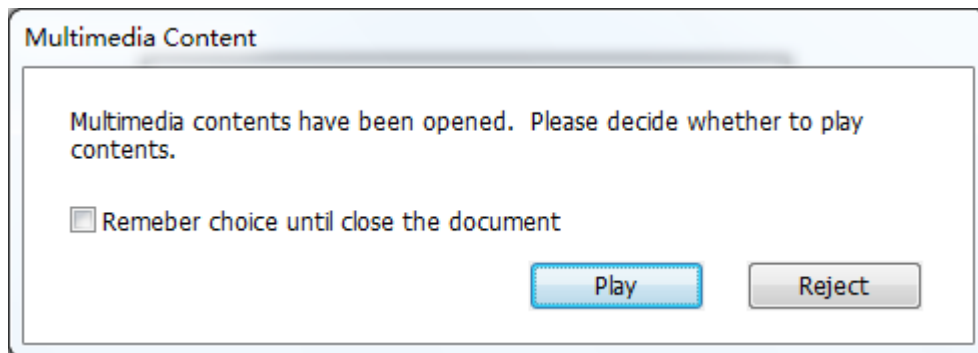 Multimedia Content
Multimedia contents have been opened.  Please decide whether to play
contents.
Remeber choice until close the document
Play
Reject